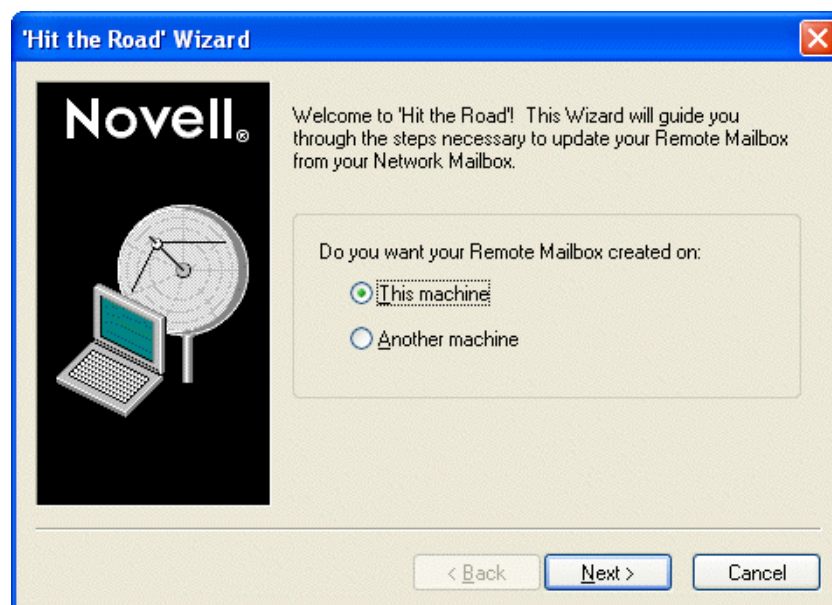 'Hit the Road' Wizard
Novell®
Welcome to 'Hit the Road'! This Wizard will guide you
through the steps necessary to update your Remote Mailbox
from your Network Mailbox.
Do you want your Remote Mailbox created on:
This machine
Another machine
< Back
Next >
Cancel